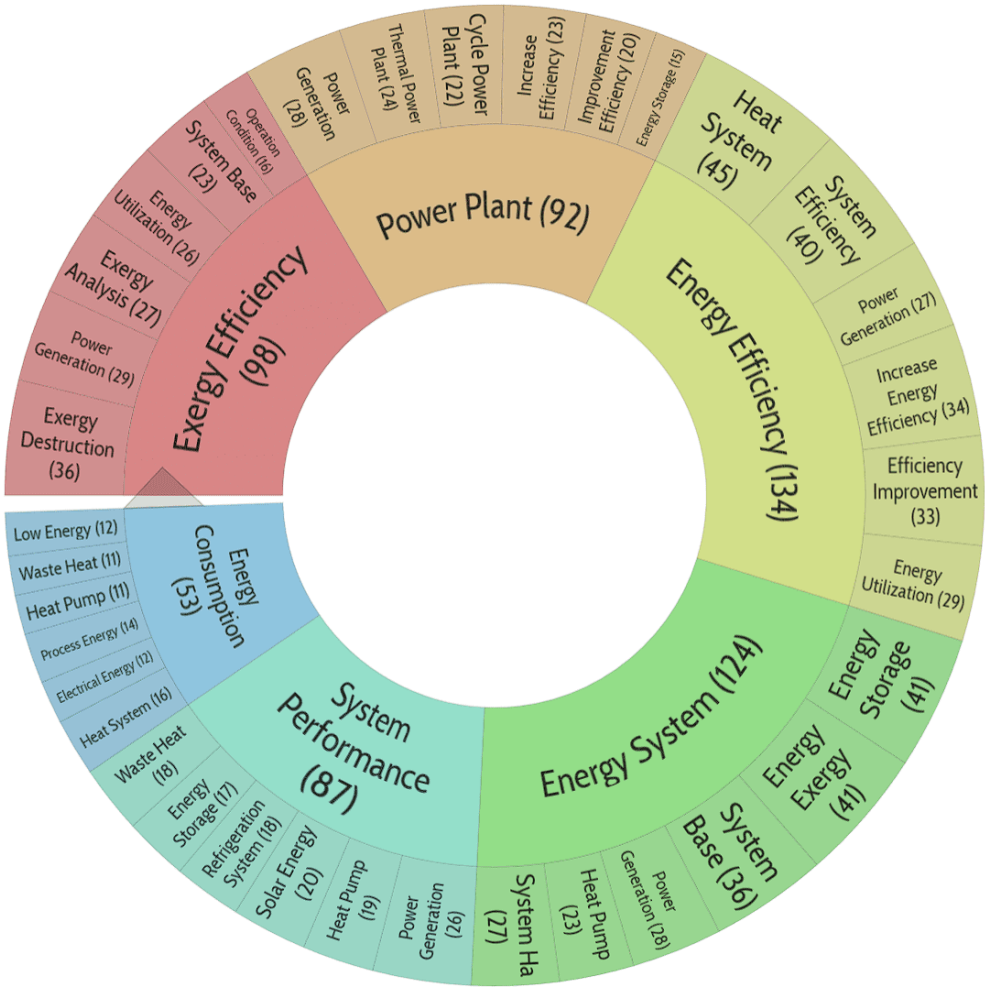 Exergy Efficiency
(98)
Exergy
Destruction
(36)
Power
Generation (29)
Exergy
Analysis (27)
Energy
Utilization (26)
System Base
(23)
Operation
Condition (16)
Power Plant (92)
Power
Generation
(28)
Thermal Power
Plant (24)
Cycle Power
Plant (22)
Increase
Efficiency (23)
Improvement
Efficiency (20)
Energy Storage (15)
Energy Efficiency (134)
Heat
System
(45)
System
Efficiency
(40)
Power
Generation (27)
Increase
Energy
Efficiency (34)
Efficiency
Improvement
(33)
Energy
Utilization (29)
Energy System (124)
Energy
Storage
(41)
Energy
Exergy
(41)
System
Base (36)
Power
Generation (28)
Heat Pump
(23)
System Ha
(27)
System
Performance
(87)
Power
Generation
(26)
Heat Pump
(19)
Solar Energy
(20)
Refrigeration
System (18)
Energy
Storage (17)
Waste Heat
(18)
Energy
Consumption
(53)
Heat System (16)
Electrical Energy (12)
Process Energy (14)
Heat Pump (11)
Waste Heat (11)
Low Energy (12)